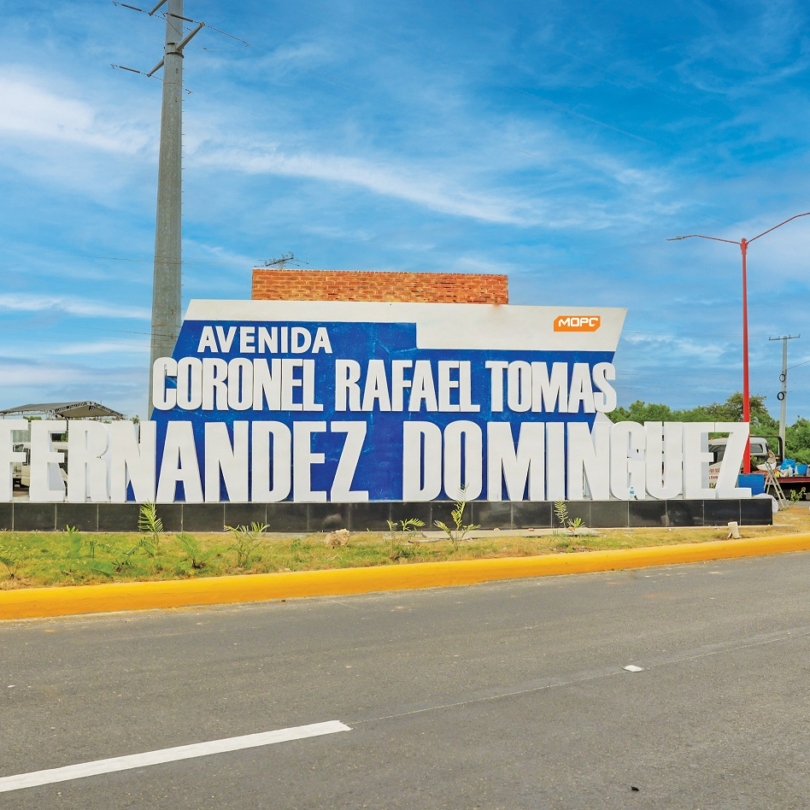 MOPC
AVENIDA
CORONEL RAFAEL TOMAS
FERNANDEZ DOMINGUEZ